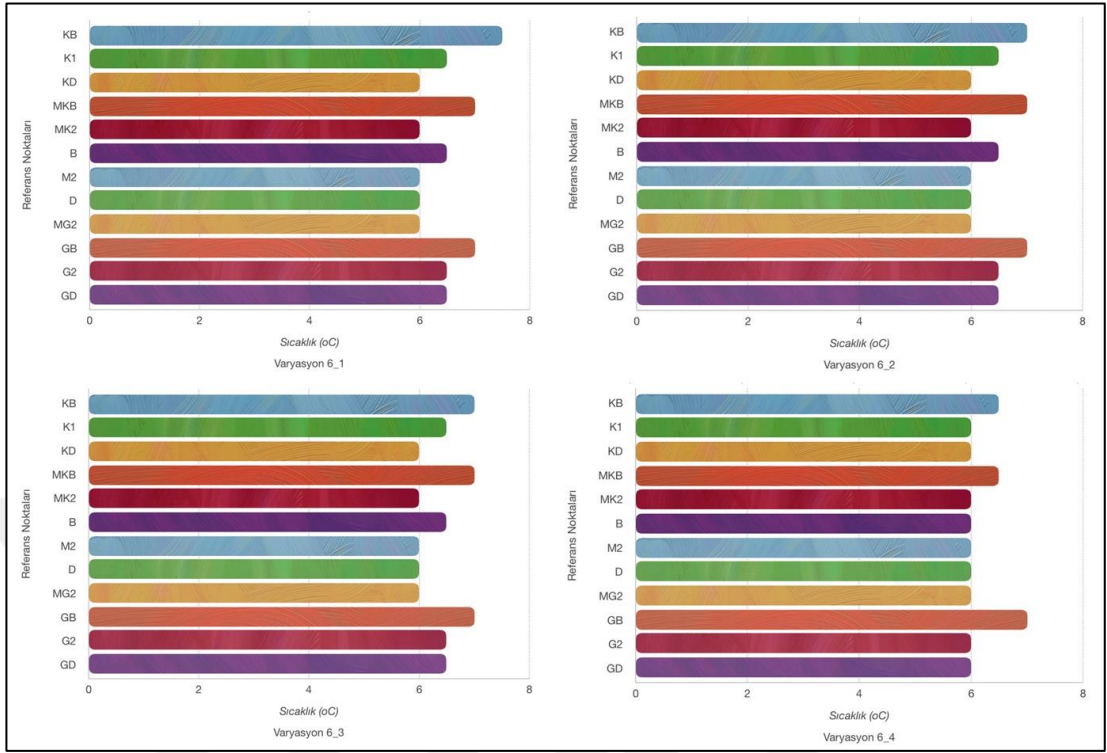 Referans Noktaları
KB
K1
KD
MKB
MK2
B
M2
D
MG2
GB
G2
GD
0 2 4 6 8
Sıcaklık (oC)
Varyasyon 6_1
Referans Noktaları
KB
K1
KD
MKB
MK2
B
M2
D
MG2
GB
G2
GD
0 2 4 6 8
Sıcaklık (oC)
Varyasyon 6_2
Referans Noktaları
KB
K1
KD
MKB
MK2
B
M2
D
MG2
GB
G2
GD
0 2 4 6 8
Sıcaklık (oC)
Varyasyon 6_3
Referans Noktaları
KB
K1
KD
MKB
MK2
B
M2
D
MG2
GB
G2
GD
0 2 4 6 8
Sıcaklık (oC)
Varyasyon 6_4